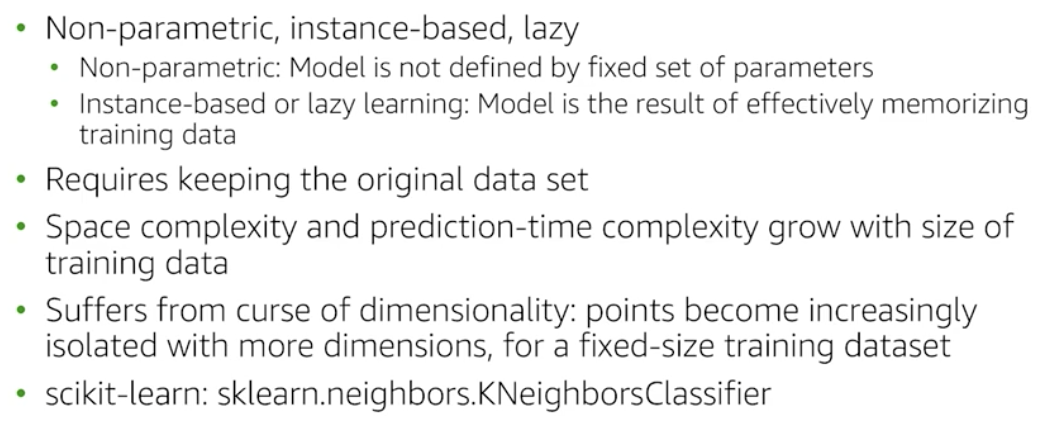 • Non-parametric, instance-based, lazy
• Non-parametric: Model is not defined by fixed set of parameters
• Instance-based or lazy learning: Model is the result of effectively memorizing
training data
• Requires keeping the original data set
• Space complexity and prediction-time complexity grow with size of
training data
• Suffers from curse of dimensionality: points become increasingly
isolated with more dimensions, for a fixed-size training dataset
• scikit-learn: sklearn.neighbors.KNeighborsClassifier